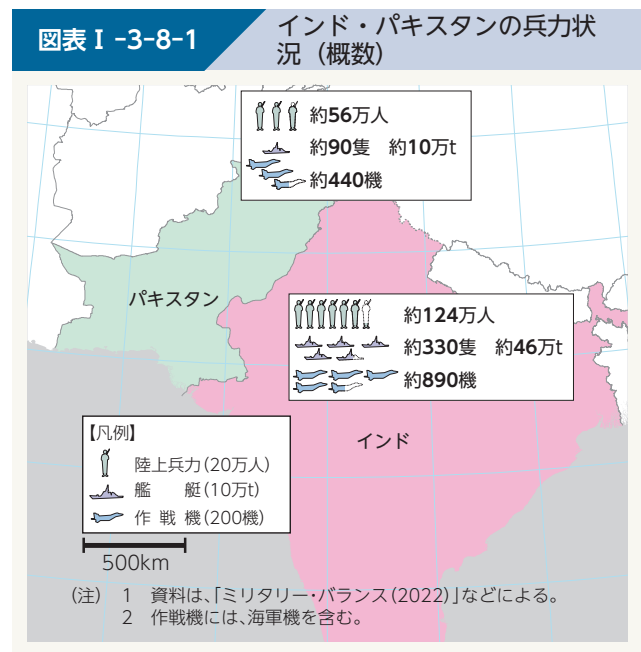 図表Ⅰ-3-8-1
インド・パキスタンの兵力状
況（概数）
約56万人
約90隻　約10万t
約440機
パキスタン
約124万人
約330隻　約46万t
約890機
インド
【凡例】
陸上兵力(20万人)
艦　　艇(10万t)
作 戦 機(200機)
500km
（注）　1　資料は、「ミリタリー・バランス(2022)」などによる。
2　作戦機には、海軍機を含む。